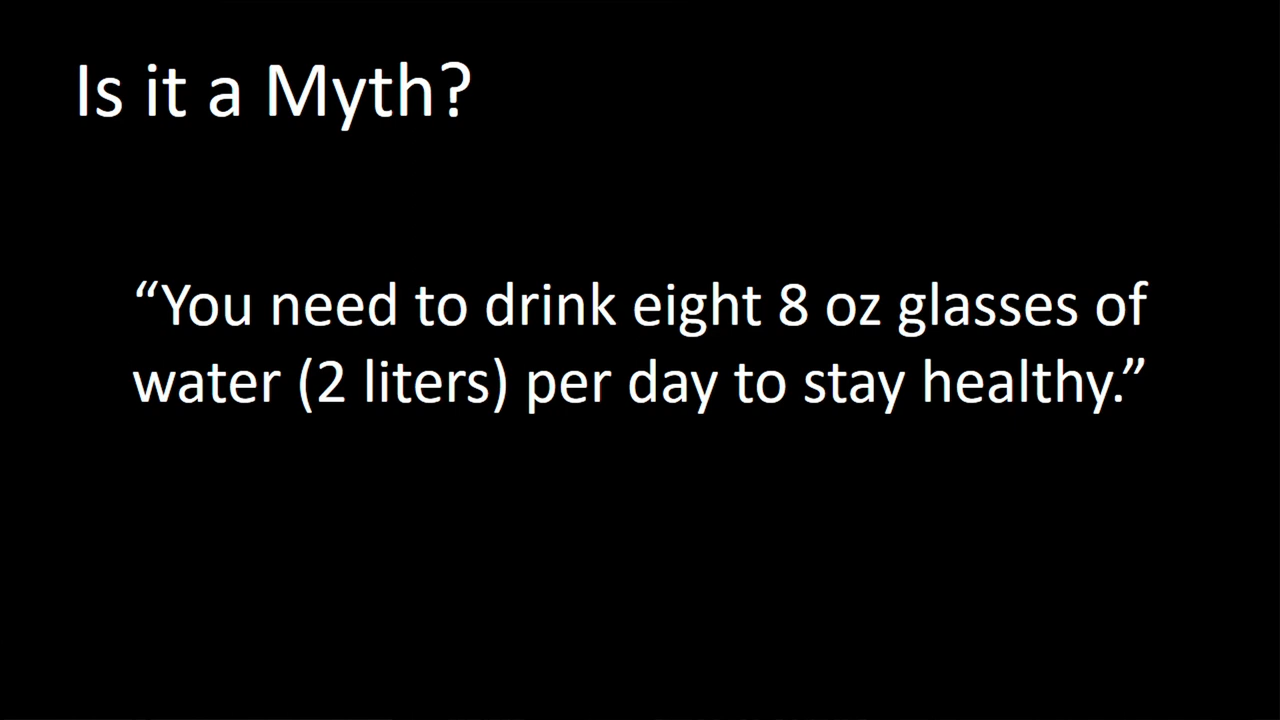 Is it a Myth?
“You need to drink eight 8 oz glasses of
water (2 liters) per day to stay healthy.”